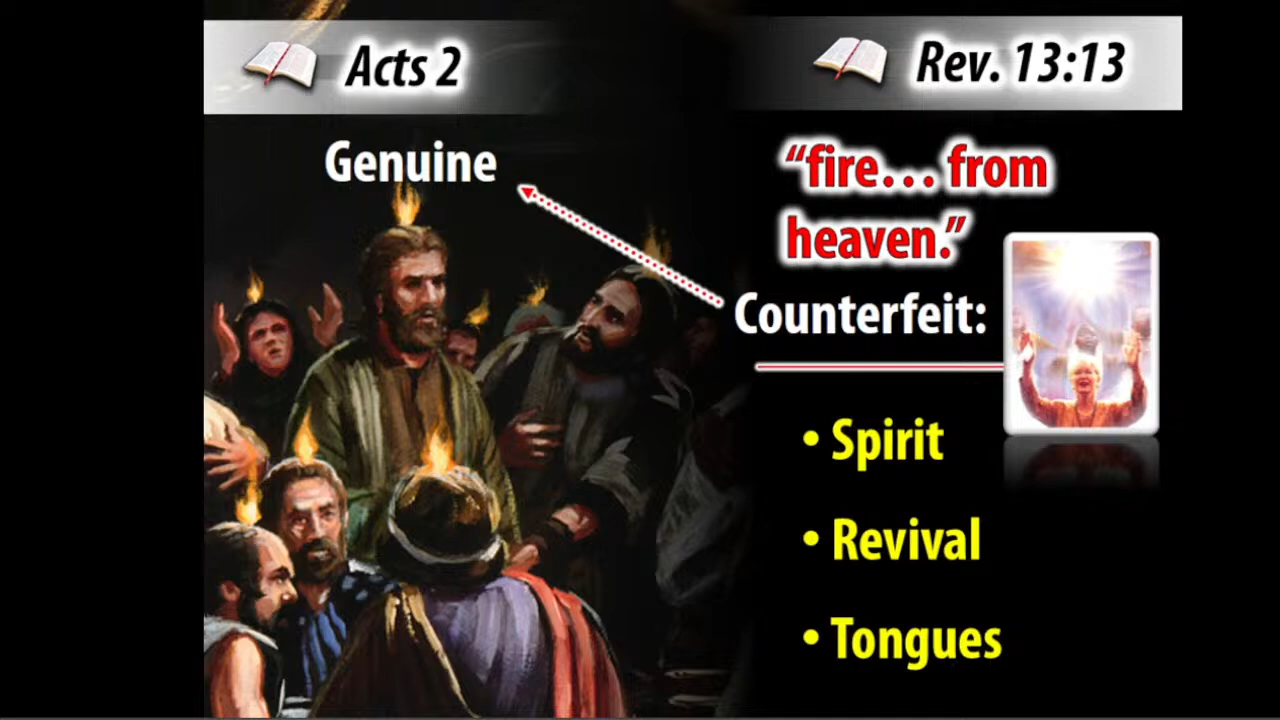 Acts 2
Genuine
Rev. 13:13
“fire… from
heaven.”
Counterfeit:
• Spirit
• Revival
• Tongues